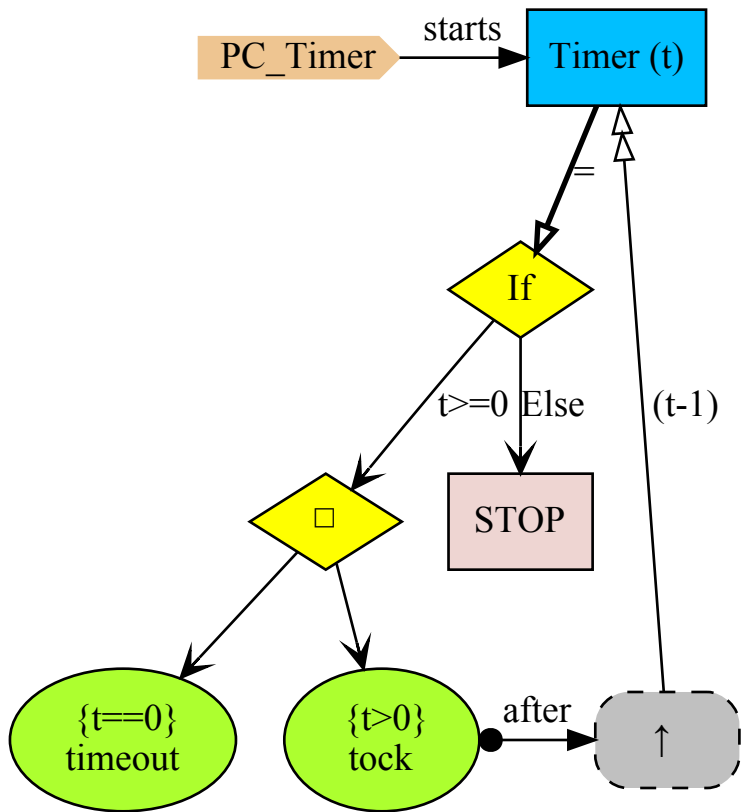 PC_Timer
starts
Timer (t)
=
If
t>=0
Else
(t-1)
□
STOP
{t==0}
timeout
{t>0}
tock
after
↑